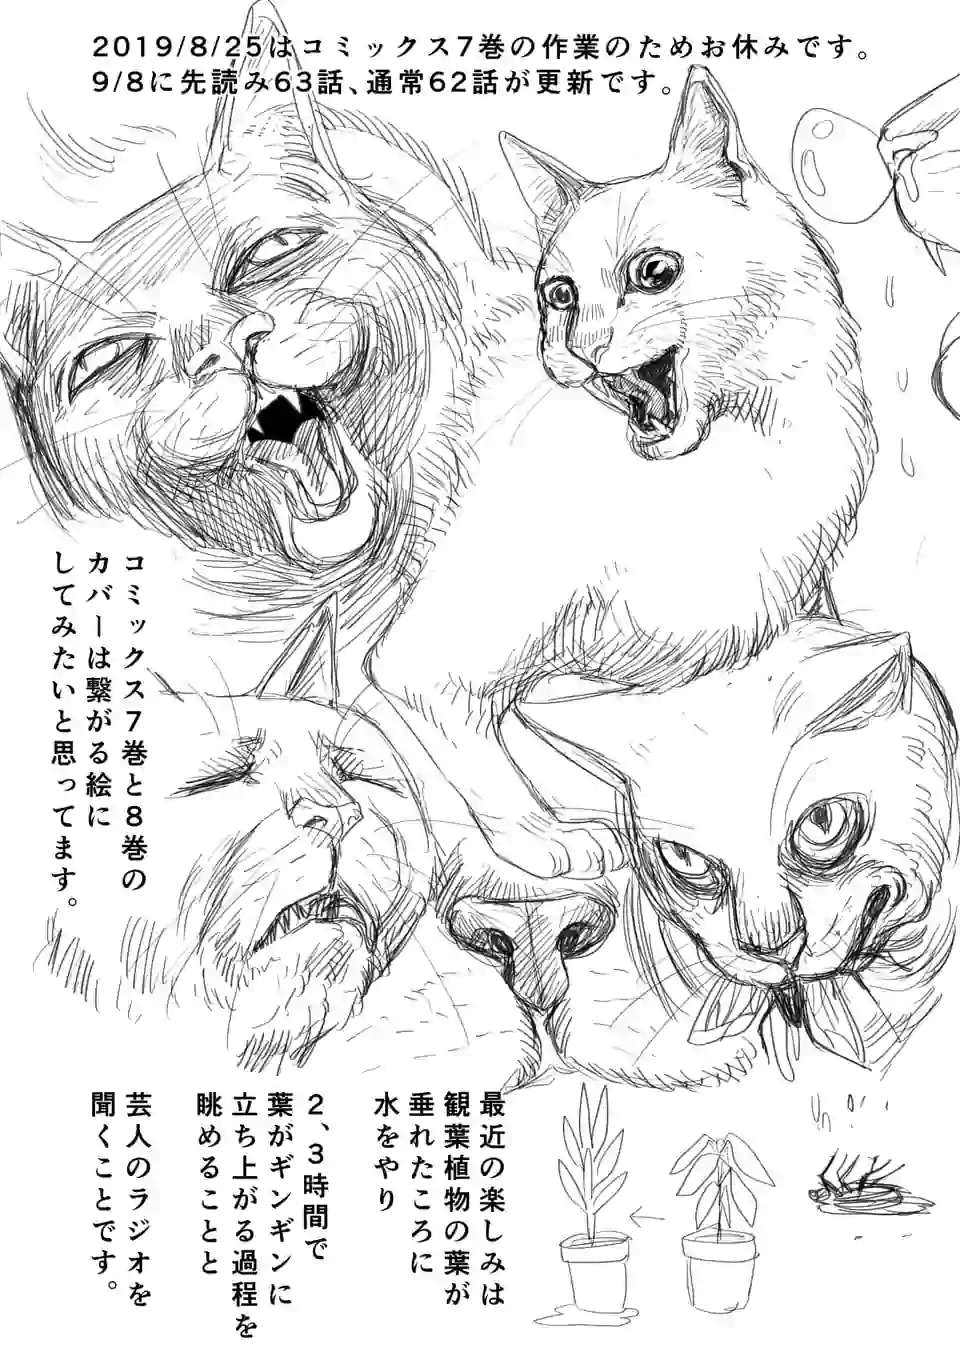 2019/8/25はコミックス7巻の作業のためお休みです。
9/8に先読み63話、通常62話が更新です。
コミックス7巻と8巻の
カバーは繋がる絵に
してみたいと思ってます。
最近の楽しみは
観葉植物の葉が
垂れたころに
水をやり
2、3時間で
葉がギンギンに
立ち上がる過程を
眺めることと
芸人のラジオを
聞くことです。